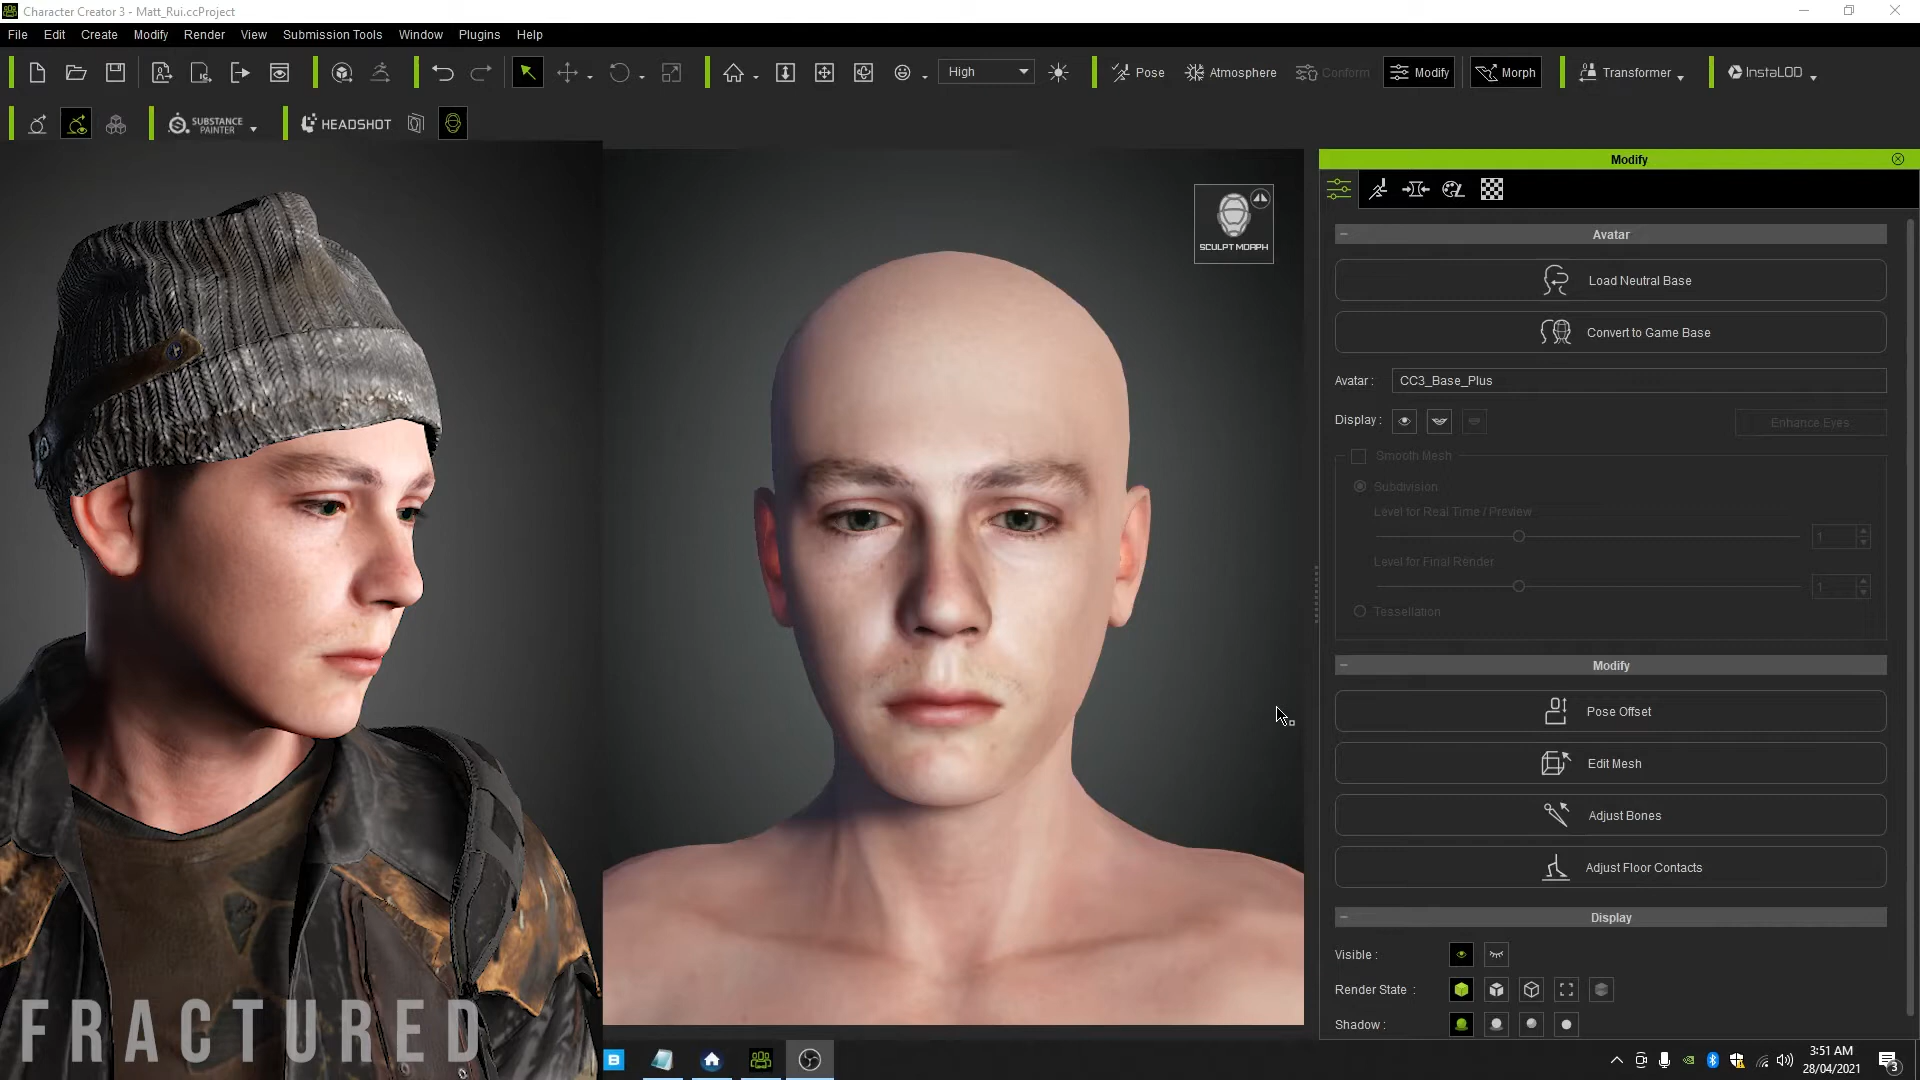 Character Creator 3 - Matt_Rui.ccProject
File Edit Create Modify Render View Submission Tools Window Plugins Help
High Pose Atmosphere Conform Modify Morph Transformer InstaLOD
SUBSTANCE PAINTER HEADSHOT
Modify
SCULPT MORPH
Avatar
Load Neutral Base
Convert to Game Base
Avatar : CC3_Base_Plus
Display : Enhance Eyes
Smooth Mesh
Subdivision
Level for Real Time / Preview
1
Level for Final Render
1
Tessellation
Modify
Pose Offset
Edit Mesh
Adjust Bones
Adjust Floor Contacts
Display
Visible :
Render State :
Shadow :
FRACTURED
3:51 AM
28/04/2021
3